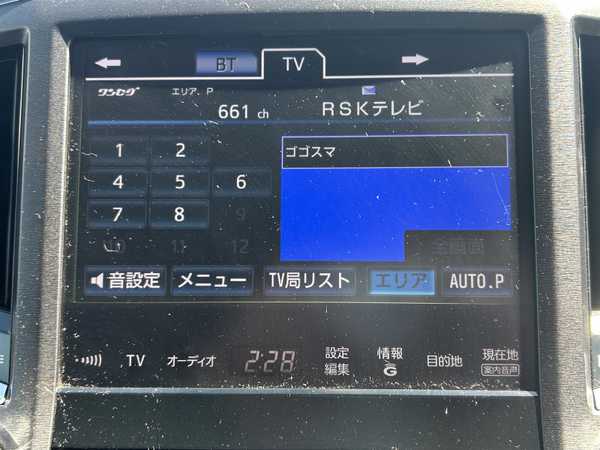 BT TV
ワンセグ エリア.P
661 ch RSKテレビ
1 2 ゴゴスマ
4 5 6
7 8 9
10 11 12 全画面
音設定 メニュー TV局リスト エリア AUTO.P
TV オーディオ 2:28 設定編集 情報G 目的地 現在地
案内音声